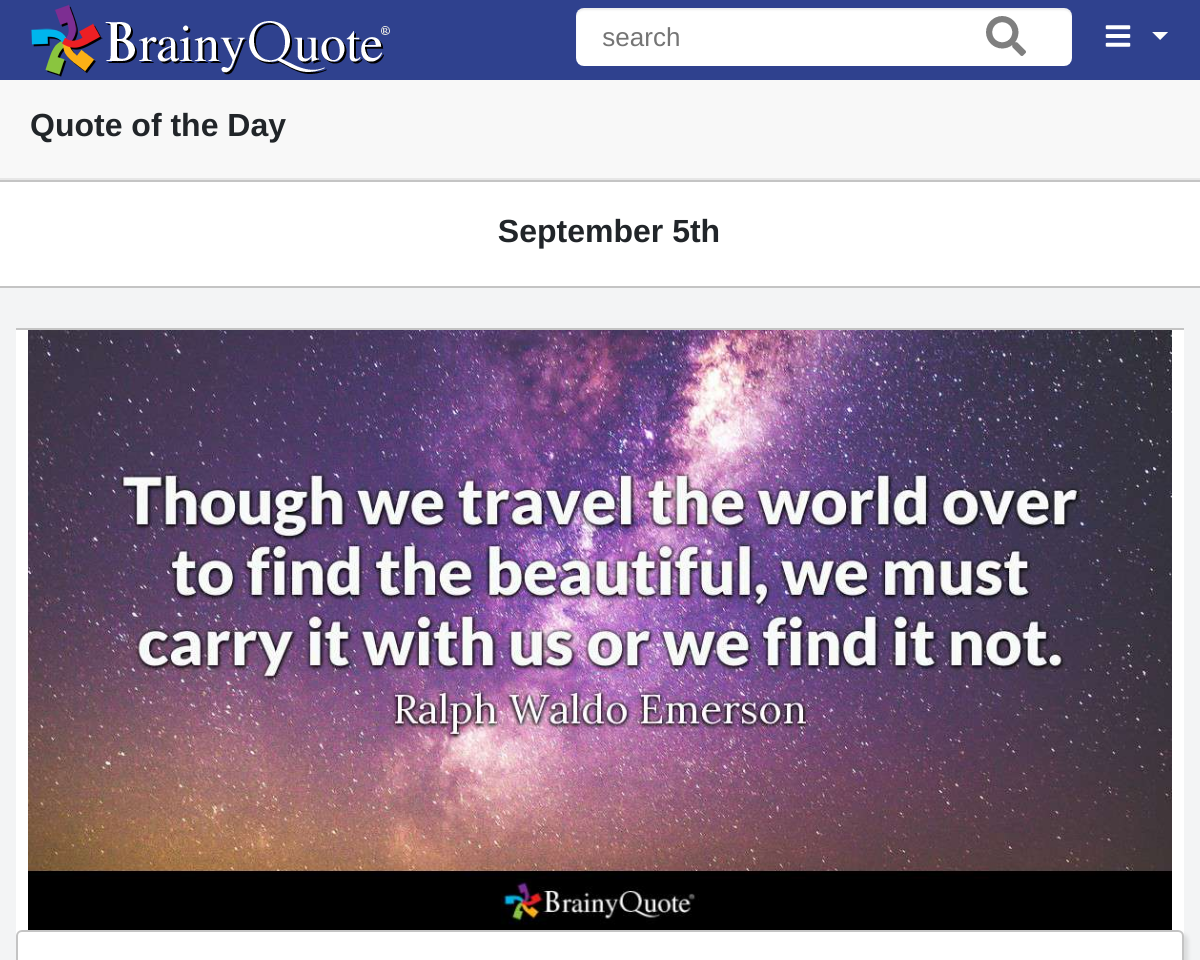 BrainyQuote®
search
Quote of the Day
September 5th
Though we travel the world over
to find the beautiful, we must
carry it with us or we find it not.
Ralph Waldo Emerson
BrainyQuote®